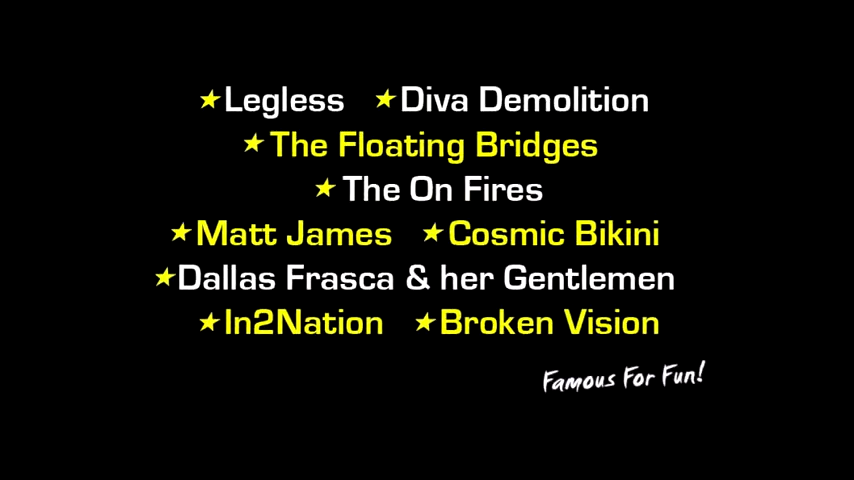 ★Legless ★Diva Demolition
★The Floating Bridges
★The On Fires
★Matt James ★Cosmic Bikini
★Dallas Frasca & her Gentlemen
★In2Nation ★Broken Vision
Famous For Fun!